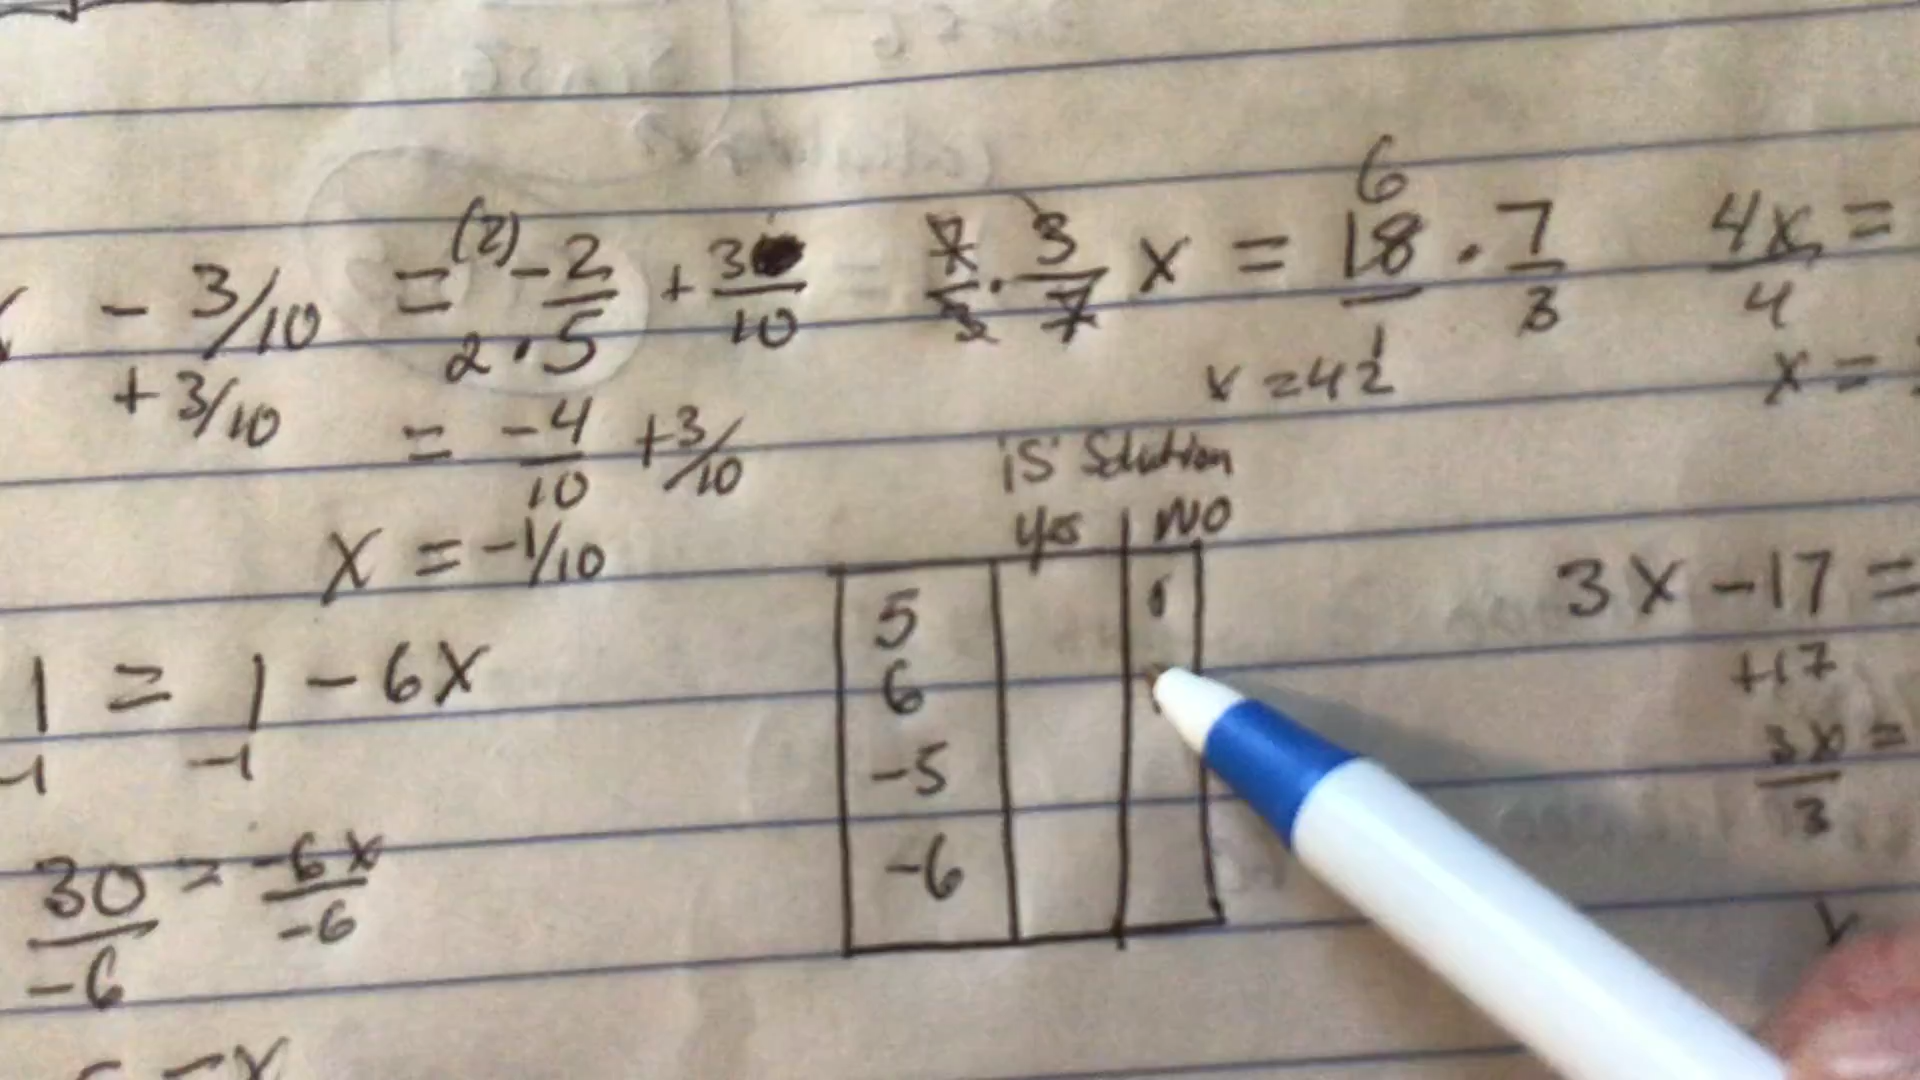 - 3/10 = (2) -2/5 + 3/10
+ 3/10 2 · 5
= -4/10 + 3/10
x = -1/10
1 = 1 - 6x
-1 -1
30/-6 = -6x/-6
7/3 · 3/7 x = 18/1 · 7/3
6
x = 42
is Solution
Yes NO
5
6
-5
-6
4x =
4
x =
3x - 17 =
+17
3x =
3